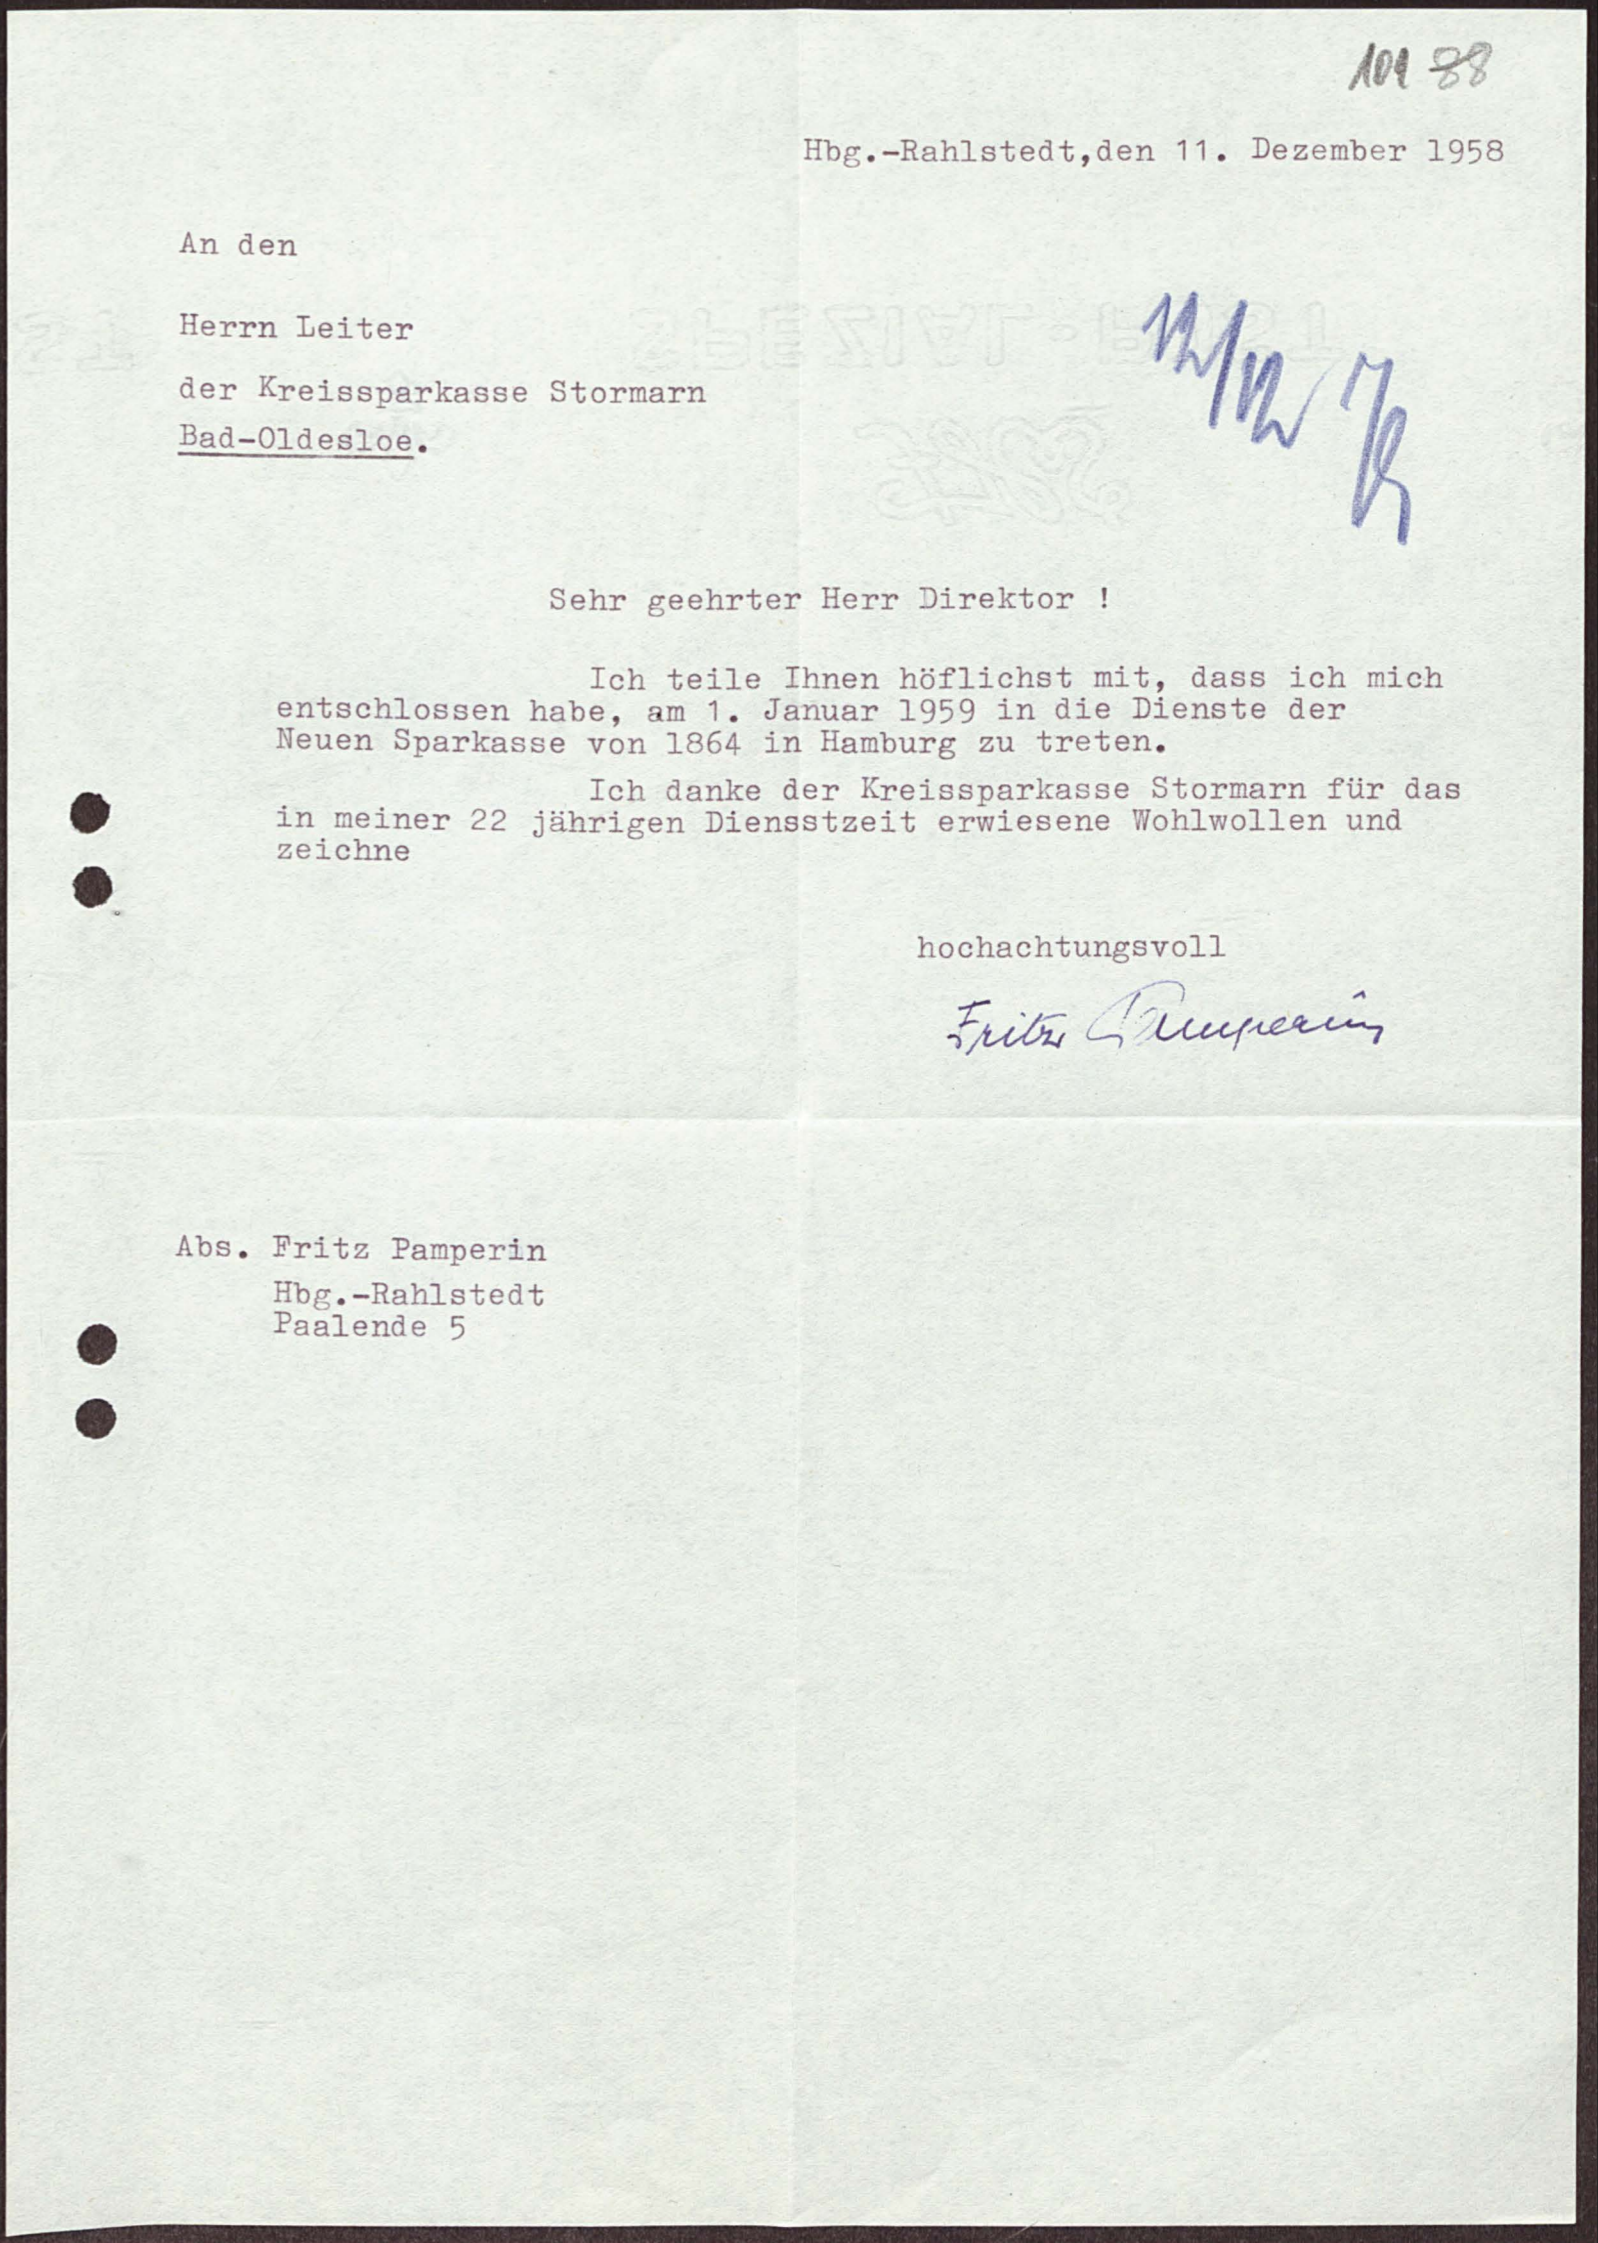 101 88
Hbg.-Rahlstedt,den 11. Dezember 1958
An den
Herrn Leiter
der Kreissparkasse Stormarn
Bad-Oldesloe.
12/12
Sehr geehrter Herr Direktor !
Ich teile Ihnen höflichst mit, dass ich mich
entschlossen habe, am 1. Januar 1959 in die Dienste der
Neuen Sparkasse von 1864 in Hamburg zu treten.
Ich danke der Kreissparkasse Stormarn für das
in meiner 22 jährigen Diensstzeit erwiesene Wohlwollen und
zeichne
hochachtungsvoll
Fritz Pamperin
Abs. Fritz Pamperin
Hbg.-Rahlstedt
Paalende 5